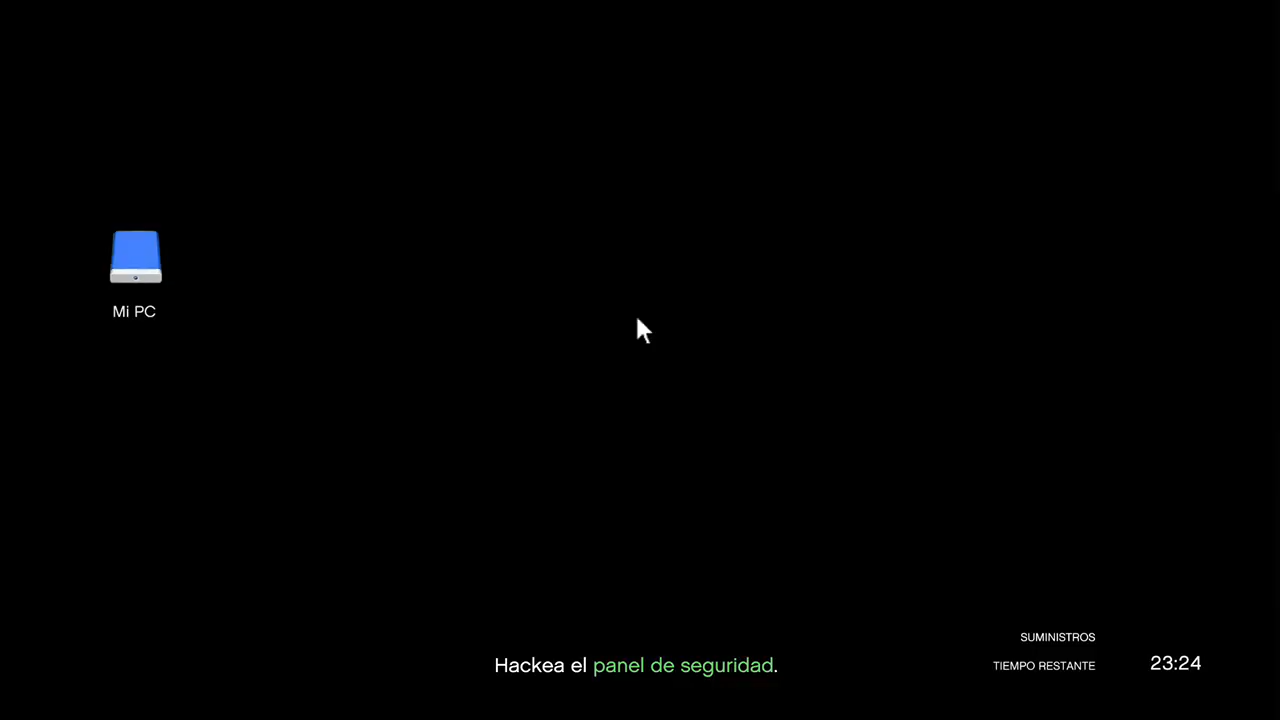 Mi PC
SUMINISTROS
Hackea el panel de seguridad.
TIEMPO RESTANTE 23:24